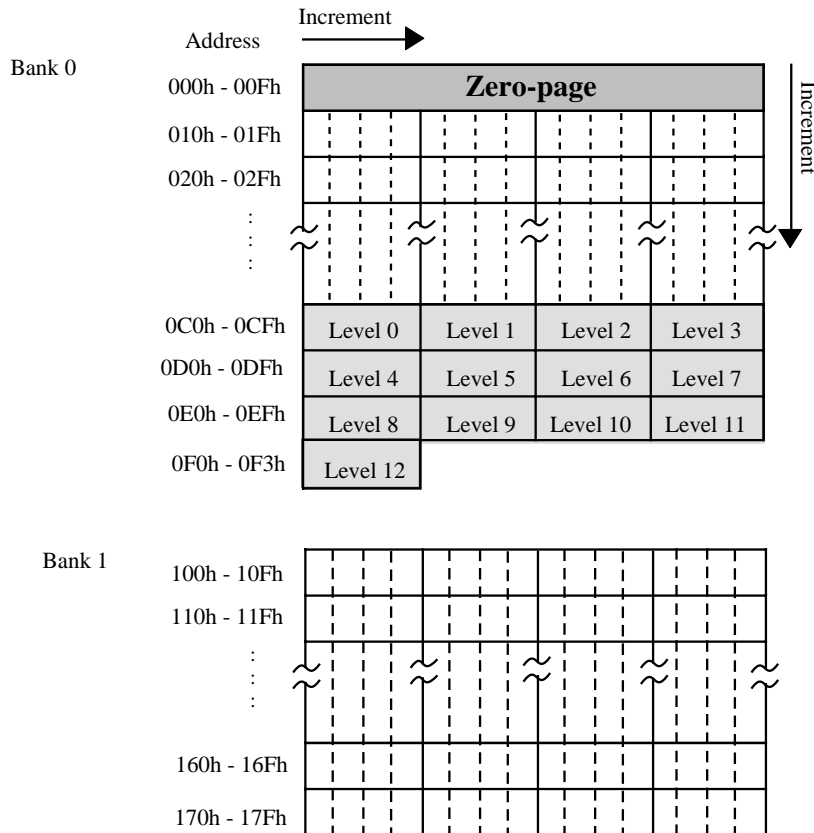 Increment
Address
Bank 0
000h - 00Fh
Zero-page
Increment
010h - 01Fh
020h - 02Fh
0C0h - 0CFh
Level 0
Level 1
Level 2
Level 3
0D0h - 0DFh
Level 4
Level 5
Level 6
Level 7
0E0h - 0EFh
Level 8
Level 9
Level 10
Level 11
0F0h - 0F3h
Level 12
Bank 1
100h - 10Fh
110h - 11Fh
160h - 16Fh
170h - 17Fh